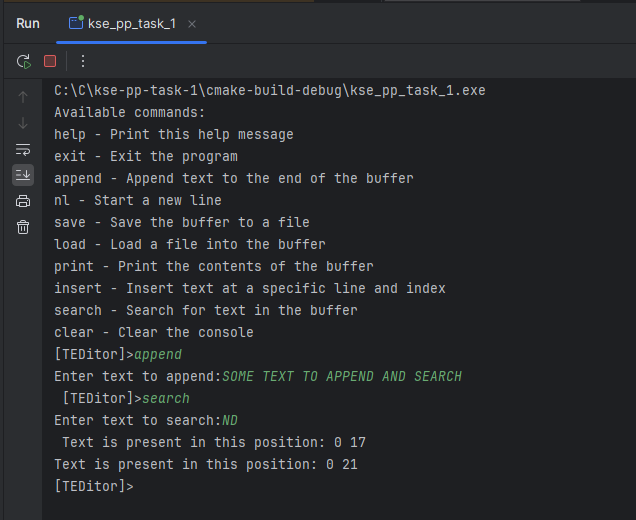 Run kse_pp_task_1
C:\C\kse-pp-task-1\cmake-build-debug\kse_pp_task_1.exe
Available commands:
help - Print this help message
exit - Exit the program
append - Append text to the end of the buffer
nl - Start a new line
save - Save the buffer to a file
load - Load a file into the buffer
print - Print the contents of the buffer
insert - Insert text at a specific line and index
search - Search for text in the buffer
clear - Clear the console
[TEDitor]>append
Enter text to append:SOME TEXT TO APPEND AND SEARCH
 [TEDitor]>search
Enter text to search:ND
 Text is present in this position: 0 17
Text is present in this position: 0 21
[TEDitor]>